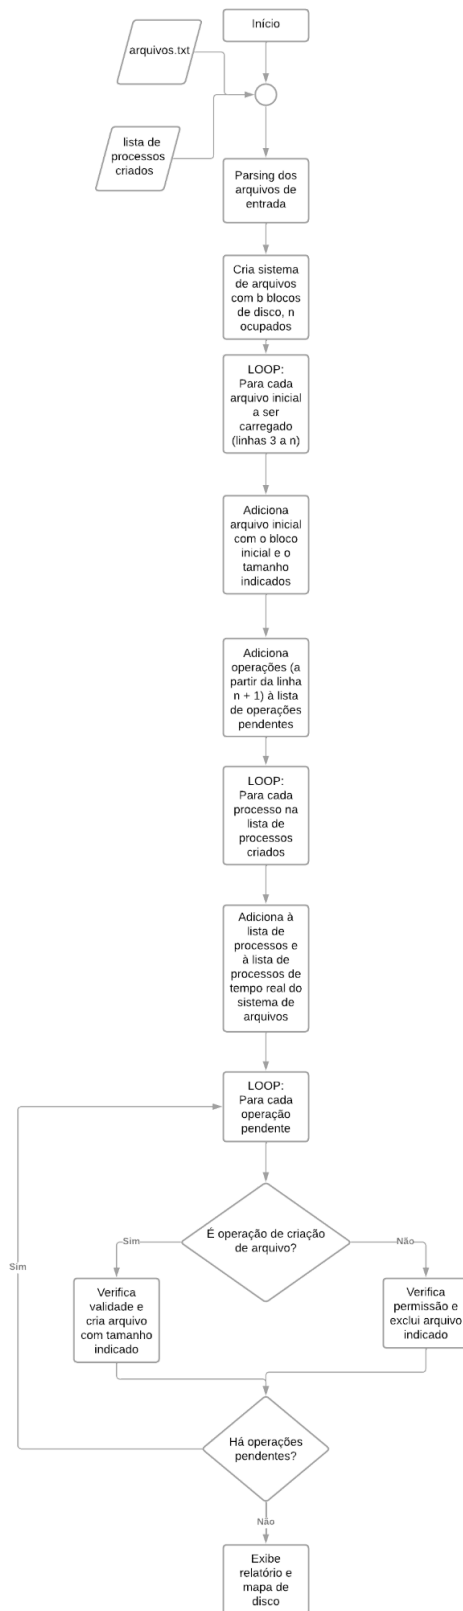 Início
arquivos.txt
lista de
processos
criados
Parsing dos
arquivos de
entrada
Cria sistema
de arquivos
com b blocos
de disco, n
ocupados
LOOP:
Para cada
arquivo inicial
a ser
carregado
(linhas 3 a n)
Adiciona
arquivo inicial
com o bloco
inicial e o
tamanho
indicados
Adiciona
operações (a
partir da linha
n + 1) à lista
de operações
pendentes
LOOP:
Para cada
processo na
lista de
processos
criados
Adiciona à
lista de
processos e
à lista de
processos de
tempo real do
sistema de
arquivos
LOOP:
Para cada
operação
pendente
É operação de criação
de arquivo?
Sim
Não
Sim
Verifica
validade e
cria arquivo
com tamanho
indicado
Verifica
permissão e
exclui arquivo
indicado
Há operações
pendentes?
Não
Exibe
relatório e
mapa de
disco